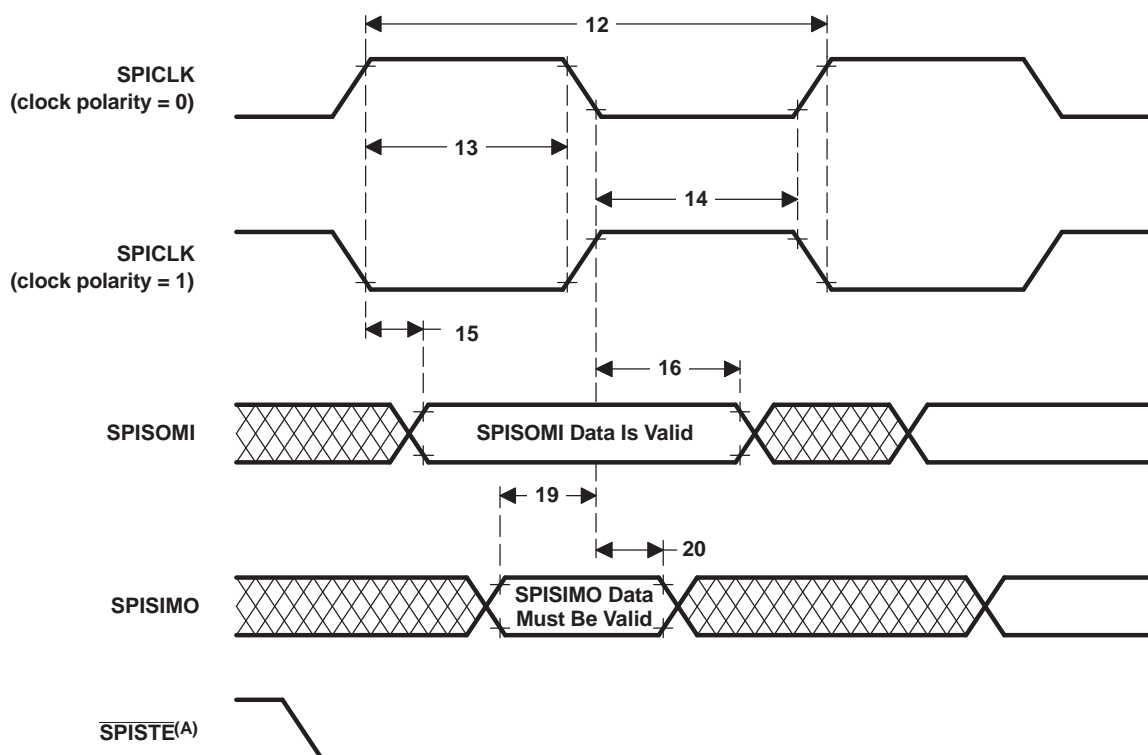 12
SPICLK
(clock polarity = 0)
13
14
SPICLK
(clock polarity = 1)
15
16
SPISOMI
SPISOMI Data Is Valid
19
20
SPISIMO
SPISIMO Data
Must Be Valid
SPISTE(A)